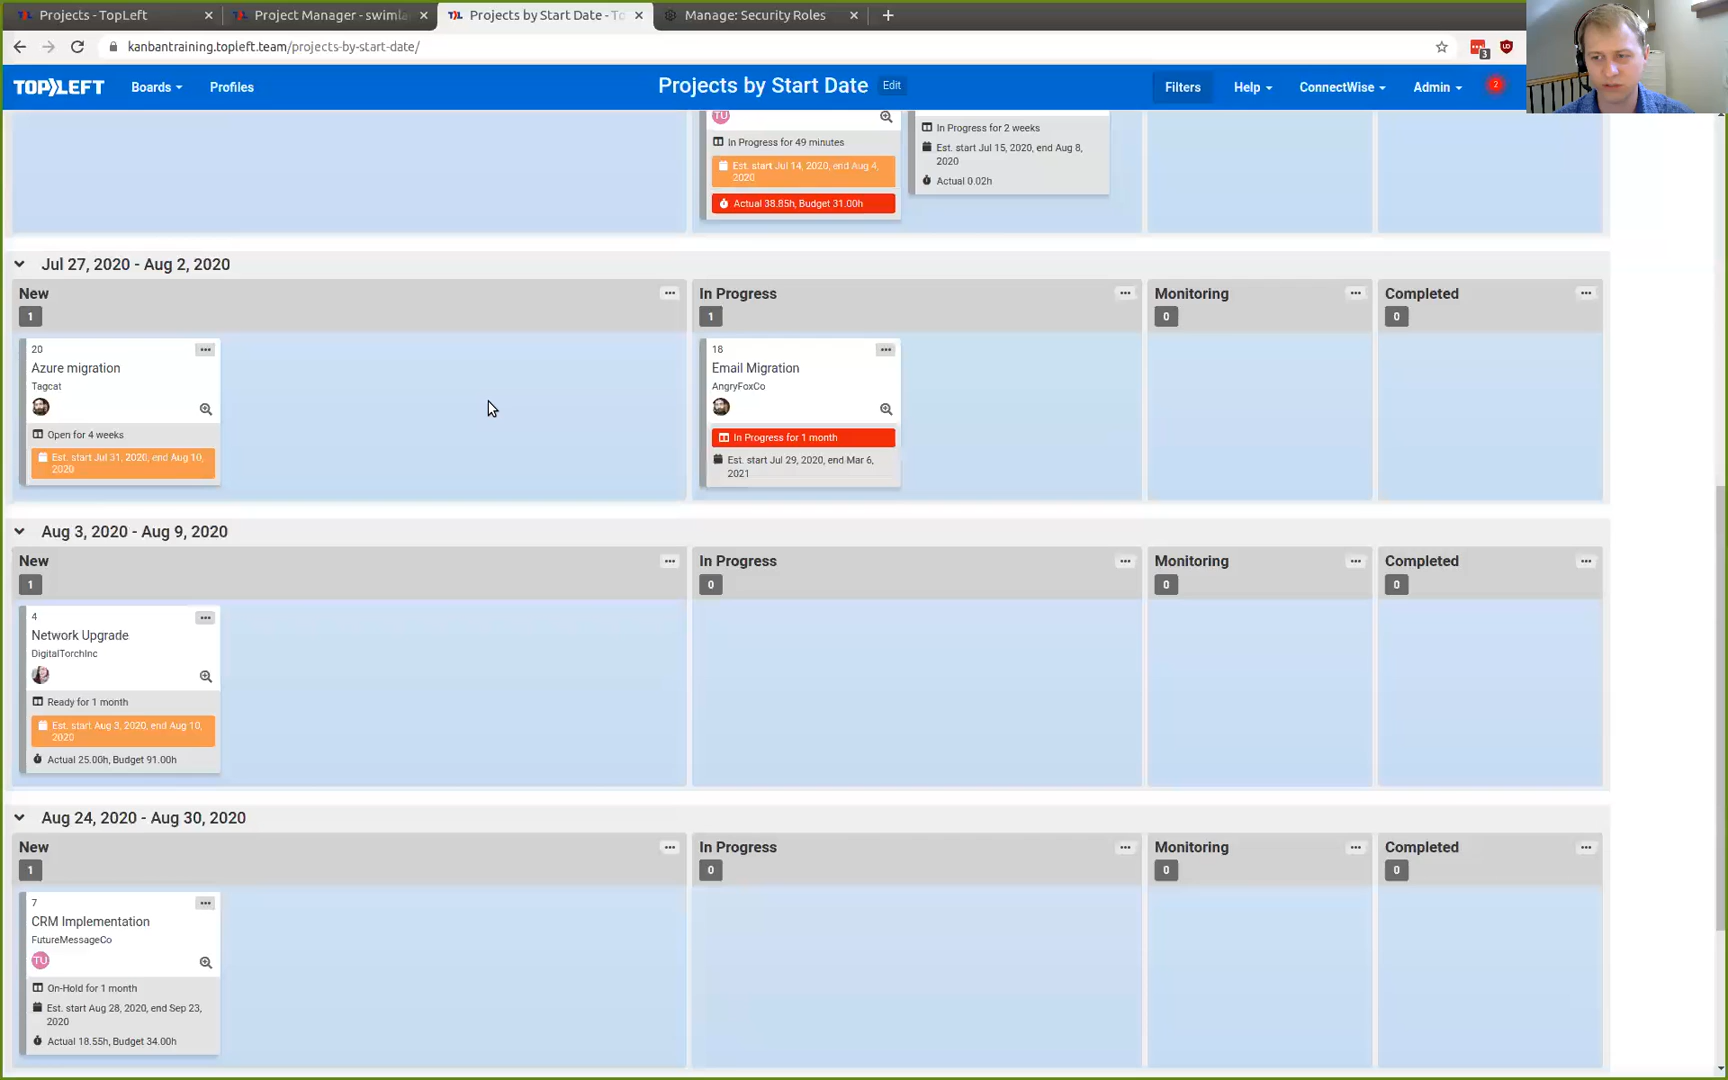 Projects - TopLeft
Project Manager - swimla
Projects by Start Date - To
Manage: Security Roles
kanbantraining.topleft.team/projects-by-start-date/
3
TOPLEFT
Boards
Profiles
Projects by Start Date
Edit
Filters
Help
ConnectWise
Admin
2
TU
In Progress for 49 minutes
Est. start Jul 14, 2020, end Aug 4,
2020
Actual 38.85h, Budget 31.00h
In Progress for 2 weeks
Est. start Jul 15, 2020, end Aug 8,
2020
Actual 0.02h
Jul 27, 2020 - Aug 2, 2020
New
1
In Progress
1
Monitoring
0
Completed
0
20
Azure migration
Tagcat
Open for 4 weeks
Est. start Jul 31, 2020, end Aug 10,
2020
18
Email Migration
AngryFoxCo
In Progress for 1 month
Est. start Jul 29, 2020, end Mar 6,
2021
Aug 3, 2020 - Aug 9, 2020
New
1
In Progress
0
Monitoring
0
Completed
0
4
Network Upgrade
DigitalTorchInc
Ready for 1 month
Est. start Aug 3, 2020, end Aug 10,
2020
Actual 25.00h, Budget 91.00h
Aug 24, 2020 - Aug 30, 2020
New
1
In Progress
0
Monitoring
0
Completed
0
7
CRM Implementation
FutureMessageCo
TU
On-Hold for 1 month
Est. start Aug 28, 2020, end Sep 23,
2020
Actual 18.55h, Budget 34.00h